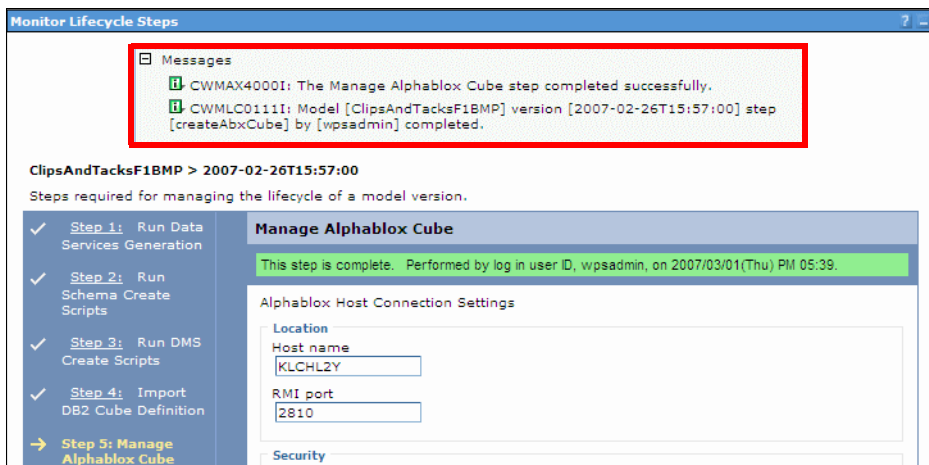 Monitor Lifecycle Steps
Messages
CWMAX4000I: The Manage Alphablox Cube step completed successfully.
CWMLC0111I: Model [ClipsAndTacksF1BMP] version [2007-02-26T15:57:00] step
[createAbxCube] by [wpsadmin] completed.
ClipsAndTacksF1BMP > 2007-02-26T15:57:00
Steps required for managing the lifecycle of a model version.
Step 1: Run Data
Services Generation
Step 2: Run
Schema Create
Scripts
Step 3: Run DMS
Create Scripts
Step 4: Import
DB2 Cube Definition
Step 5: Manage
Alphablox Cube
Manage Alphablox Cube
This step is complete. Performed by log in user ID, wpsadmin, on 2007/03/01(Thu) PM 05:39.
Alphablox Host Connection Settings
Location
Host name
KLCHL2Y
RMI port
2810
Security